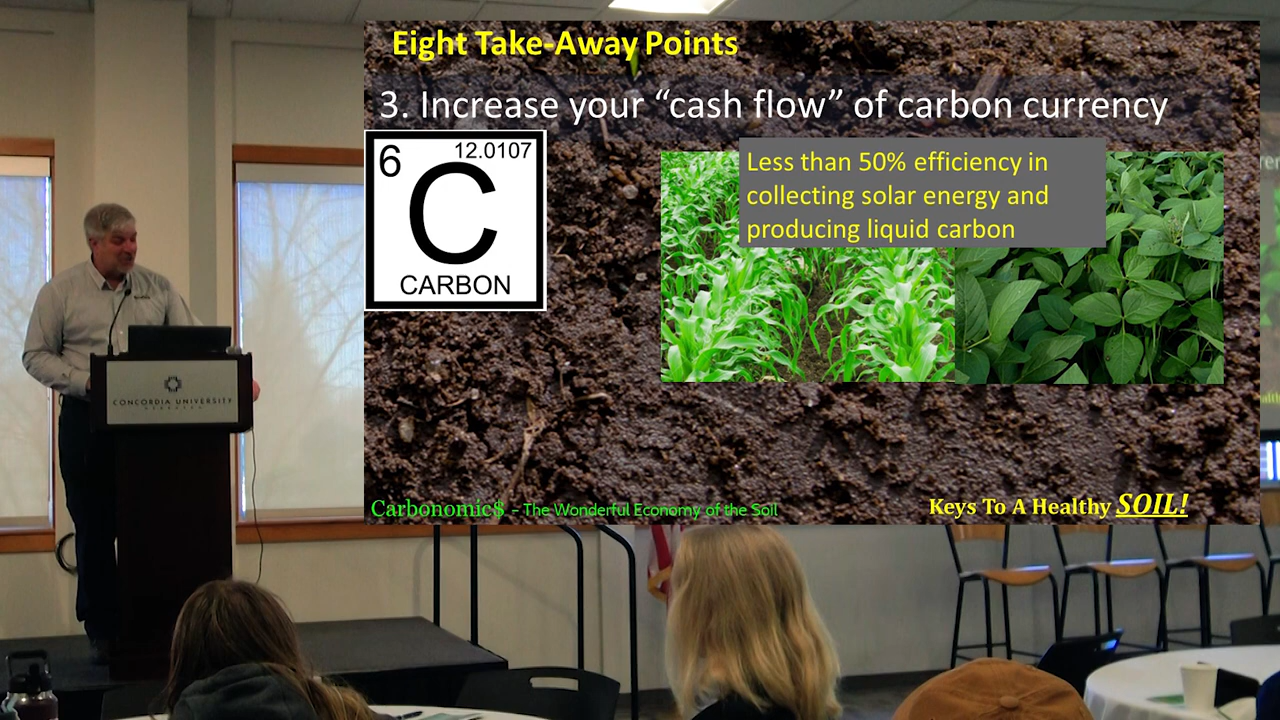 Eight Take-Away Points
3. Increase your “cash flow” of carbon currency
6
12.0107
C
CARBON
Less than 50% efficiency in
collecting solar energy and
producing liquid carbon
Carbonomic$ - The Wonderful Economy of the Soil
Keys To A Healthy SOIL!
CONCORDIA UNIVERSITY
NEBRASKA